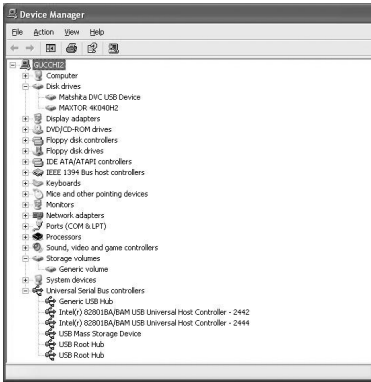 Device Manager
File Action View Help
GUCCHI2
Computer
Disk drives
Matshita DVC USB Device
MAXTOR 4K040H2
Display adapters
DVD/CD-ROM drives
Floppy disk controllers
Floppy disk drives
IDE ATA/ATAPI controllers
IEEE 1394 Bus host controllers
Keyboards
Mice and other pointing devices
Monitors
Network adapters
Ports (COM & LPT)
Processors
Sound, video and game controllers
Storage volumes
Generic volume
System devices
Universal Serial Bus controllers
Generic USB Hub
Intel(r) 82801BA/BAM USB Universal Host Controller - 2442
Intel(r) 82801BA/BAM USB Universal Host Controller - 2444
USB Mass Storage Device
USB Root Hub
USB Root Hub